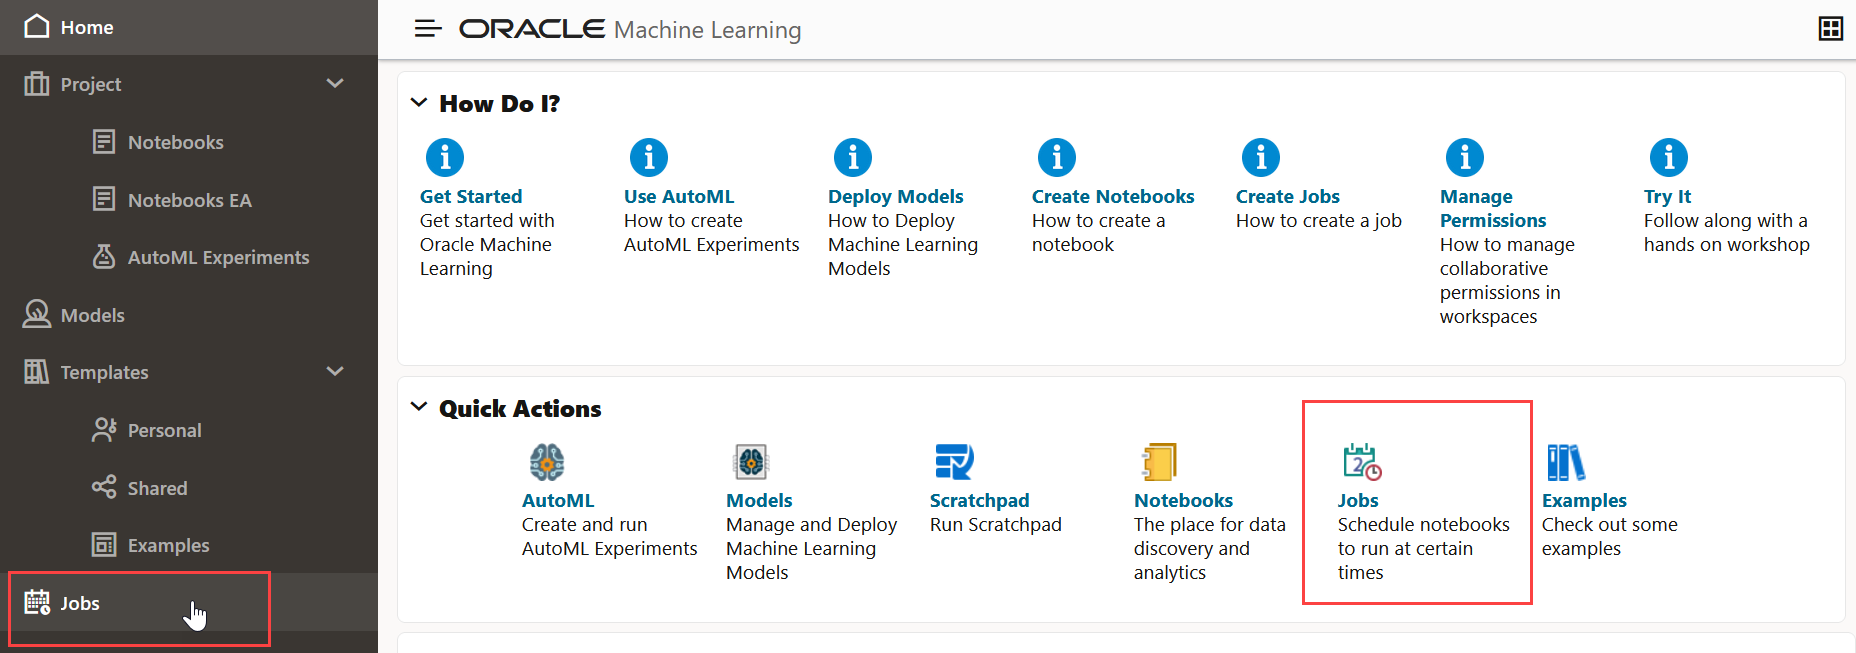 Home
Project
Notebooks
Notebooks EA
AutoML Experiments
Models
Templates
Personal
Shared
Examples
Jobs
ORACLE Machine Learning
How Do I?
Get Started
Get started with
Oracle Machine
Learning
Use AutoML
How to create
AutoML Experiments
Deploy Models
How to Deploy
Machine Learning
Models
Create Notebooks
How to create a
notebook
Create Jobs
How to create a job
Manage
Permissions
How to manage
collaborative
permissions in
workspaces
Try It
Follow along with a
hands on workshop
Quick Actions
AutoML
Create and run
AutoML Experiments
Models
Manage and Deploy
Machine Learning
Models
Scratchpad
Run Scratchpad
Notebooks
The place for data
discovery and
analytics
2
Jobs
Schedule notebooks
to run at certain
times
Examples
Check out some
examples